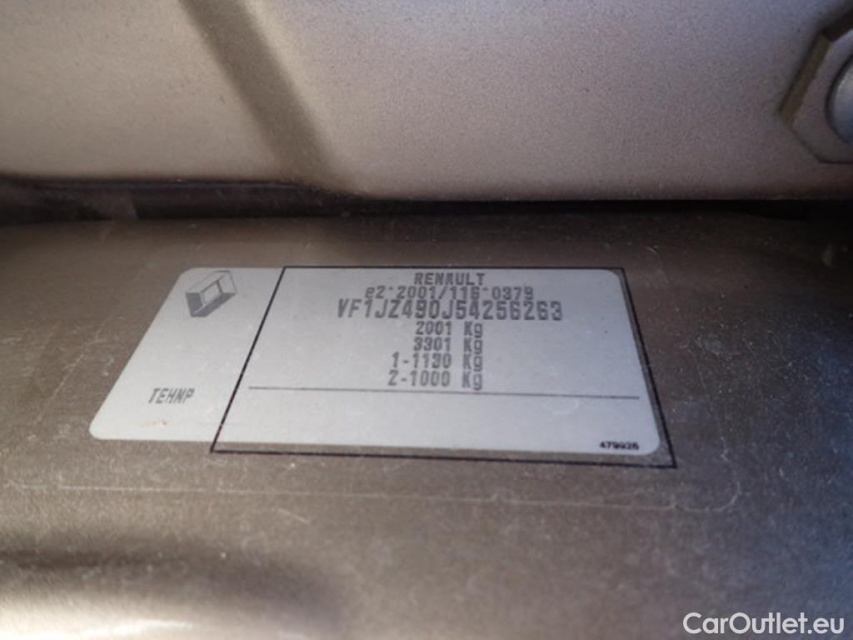 RENAULT
e2*2001/116*0379
VF1JZ490J54256263
2001 Kg
3301 Kg
1-1130 Kg
2-1000 Kg
TEHNP
479926
CarOutlet.eu